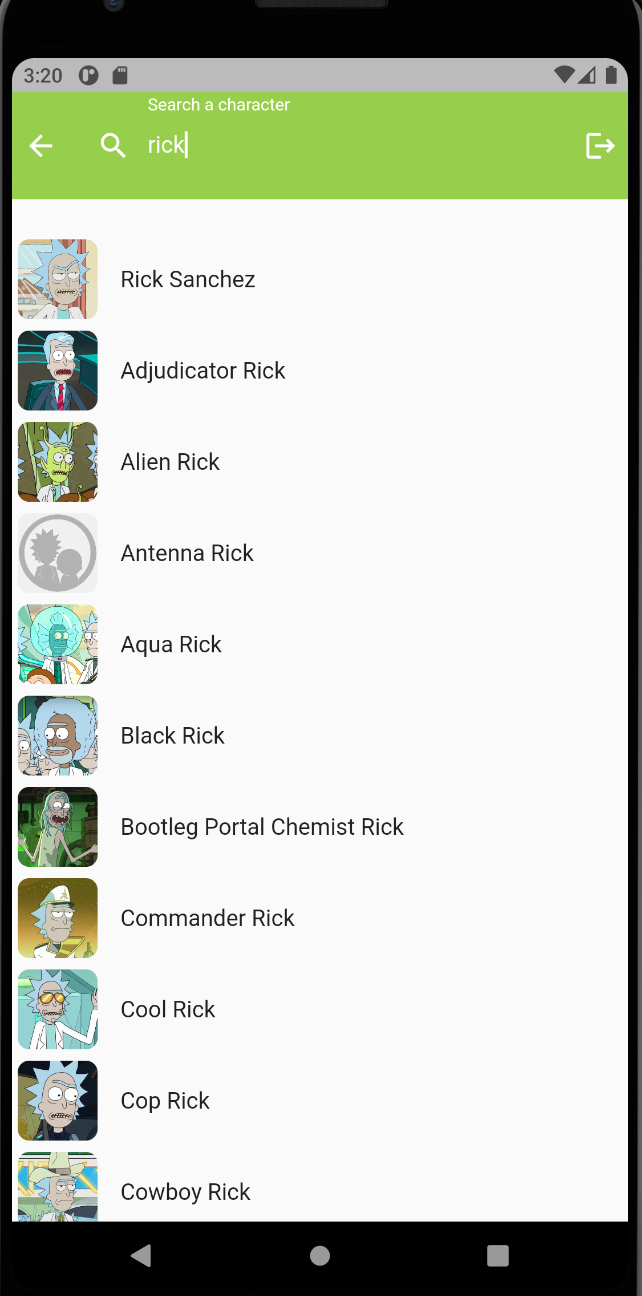 3:20
Search a character
rick
Rick Sanchez
Adjudicator Rick
Alien Rick
Antenna Rick
Aqua Rick
Black Rick
Bootleg Portal Chemist Rick
Commander Rick
Cool Rick
Cop Rick
Cowboy Rick